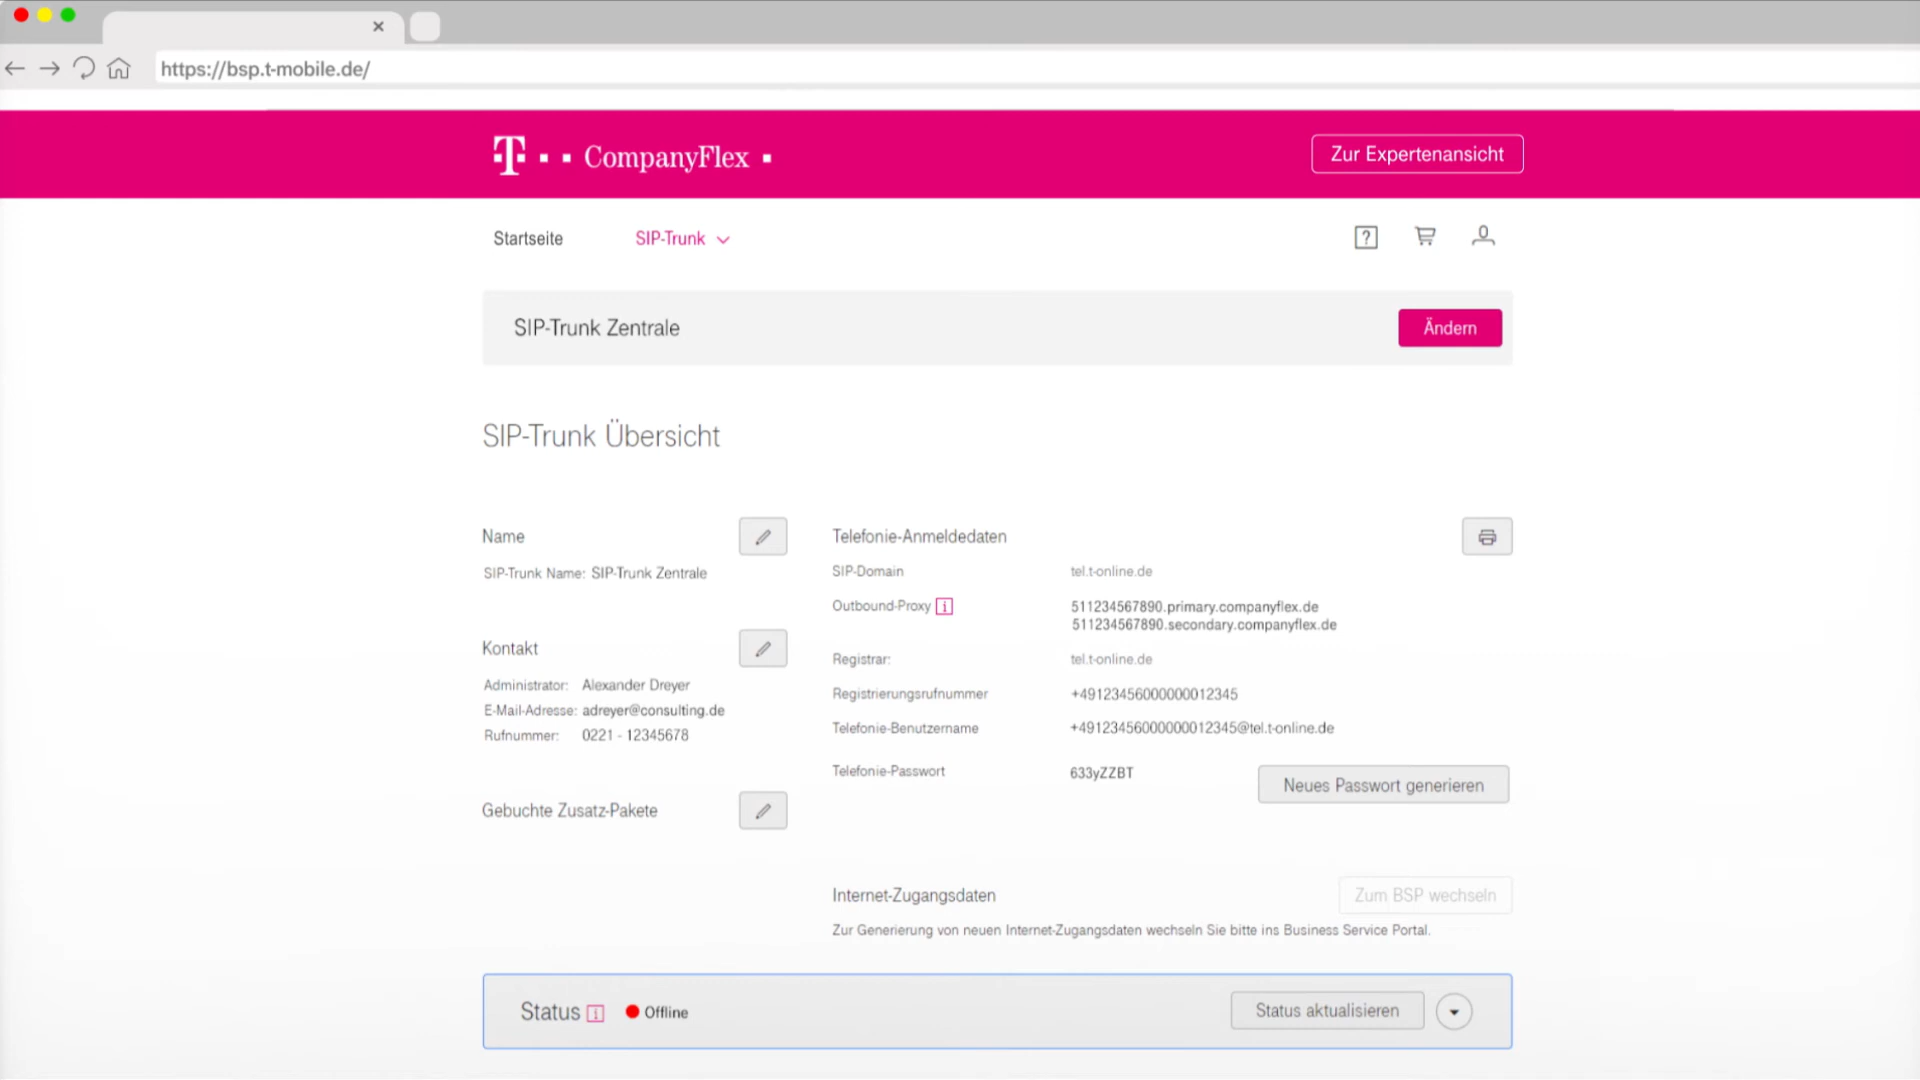 https://bsp.t-mobile.de/
T CompanyFlex
Zur Expertenansicht
Startseite
SIP-Trunk
?
SIP-Trunk Zentrale
Ändern
SIP-Trunk Übersicht
Name
SIP-Trunk Name: SIP-Trunk Zentrale
Kontakt
Administrator: Alexander Dreyer
E-Mail-Adresse: adreyer@consulting.de
Rufnummer: 0221 - 12345678
Gebuchte Zusatz-Pakete
Telefonie-Anmeldedaten
SIP-Domain tel.t-online.de
Outbound-Proxy i 511234567890.primary.companyflex.de
511234567890.secondary.companyflex.de
Registrar: tel.t-online.de
Registrierungsrufnummer +49123456000000012345
Telefonie-Benutzername +49123456000000012345@tel.t-online.de
Telefonie-Passwort 633yZZBT
Neues Passwort generieren
Internet-Zugangsdaten
Zum BSP wechseln
Zur Generierung von neuen Internet-Zugangsdaten wechseln Sie bitte ins Business Service Portal.
Status i Offline
Status aktualisieren